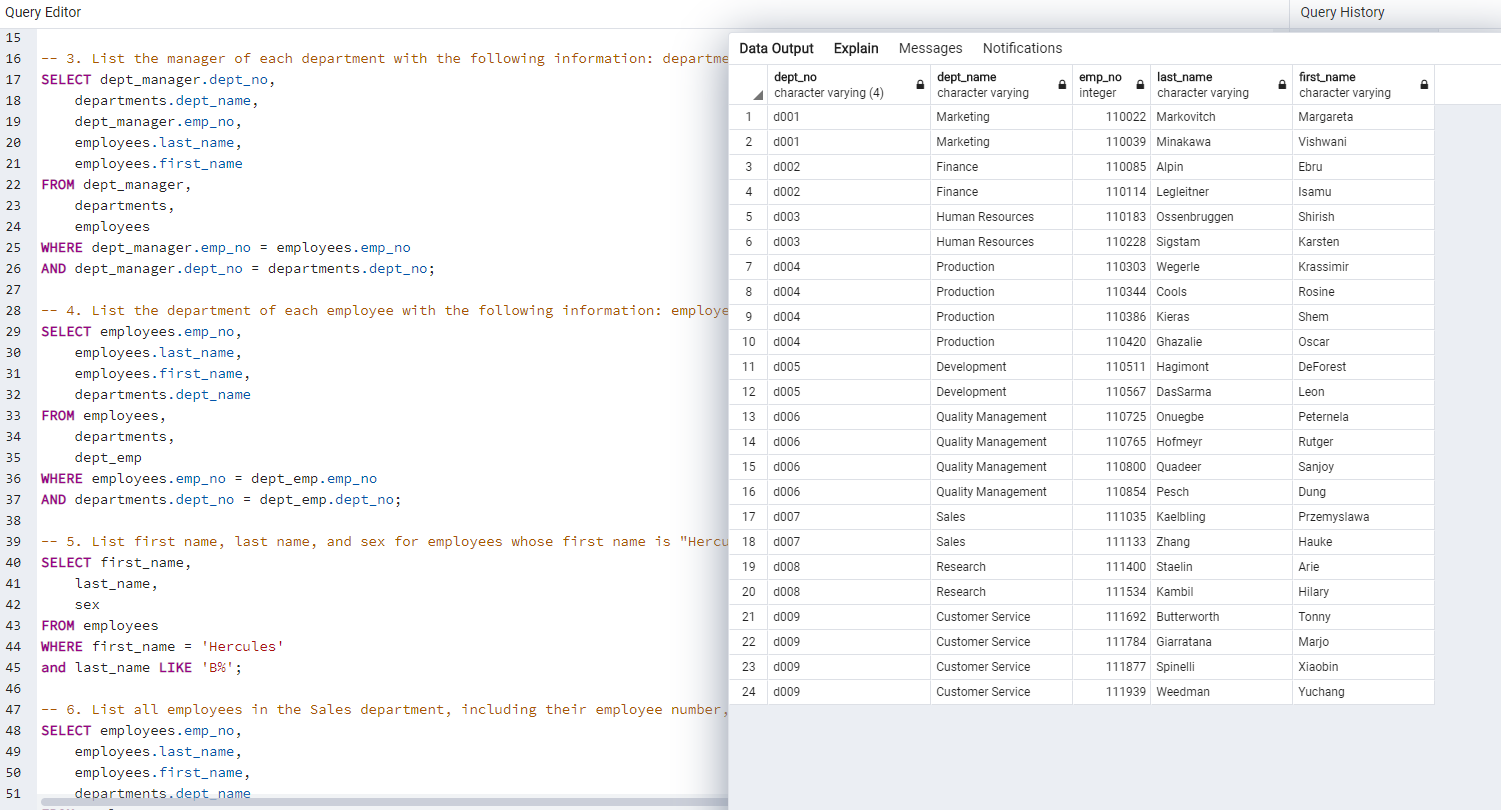 Query Editor
Query History
15
16 -- 3. List the manager of each department with the following information: departme
17 SELECT dept_manager.dept_no,
18 departments.dept_name,
19 dept_manager.emp_no,
20 employees.last_name,
21 employees.first_name
22 FROM dept_manager,
23 departments,
24 employees
25 WHERE dept_manager.emp_no = employees.emp_no
26 AND dept_manager.dept_no = departments.dept_no;
27
28 -- 4. List the department of each employee with the following information: employe
29 SELECT employees.emp_no,
30 employees.last_name,
31 employees.first_name,
32 departments.dept_name
33 FROM employees,
34 departments,
35 dept_emp
36 WHERE employees.emp_no = dept_emp.emp_no
37 AND departments.dept_no = dept_emp.dept_no;
38
39 -- 5. List first name, last name, and sex for employees whose first name is "Hercu
40 SELECT first_name,
41 last_name,
42 sex
43 FROM employees
44 WHERE first_name = 'Hercules'
45 and last_name LIKE 'B%';
46
47 -- 6. List all employees in the Sales department, including their employee number,
48 SELECT employees.emp_no,
49 employees.last_name,
50 employees.first_name,
51 departments.dept_name
Data Output Explain Messages Notifications
dept_no dept_name emp_no last_name first_name
character varying (4) character varying integer character varying character varying
1 d001 Marketing 110022 Markovitch Margareta
2 d001 Marketing 110039 Minakawa Vishwani
3 d002 Finance 110085 Alpin Ebru
4 d002 Finance 110114 Legleitner Isamu
5 d003 Human Resources 110183 Ossenbruggen Shirish
6 d003 Human Resources 110228 Sigstam Karsten
7 d004 Production 110303 Wegerle Krassimir
8 d004 Production 110344 Cools Rosine
9 d004 Production 110386 Kieras Shem
10 d004 Production 110420 Ghazalie Oscar
11 d005 Development 110511 Hagimont DeForest
12 d005 Development 110567 DasSarma Leon
13 d006 Quality Management 110725 Onuegbe Peternela
14 d006 Quality Management 110765 Hofmeyr Rutger
15 d006 Quality Management 110800 Quadeer Sanjoy
16 d006 Quality Management 110854 Pesch Dung
17 d007 Sales 111035 Kaelbling Przemyslawa
18 d007 Sales 111133 Zhang Hauke
19 d008 Research 111400 Staelin Arie
20 d008 Research 111534 Kambil Hilary
21 d009 Customer Service 111692 Butterworth Tonny
22 d009 Customer Service 111784 Giarratana Marjo
23 d009 Customer Service 111877 Spinelli Xiaobin
24 d009 Customer Service 111939 Weedman Yuchang